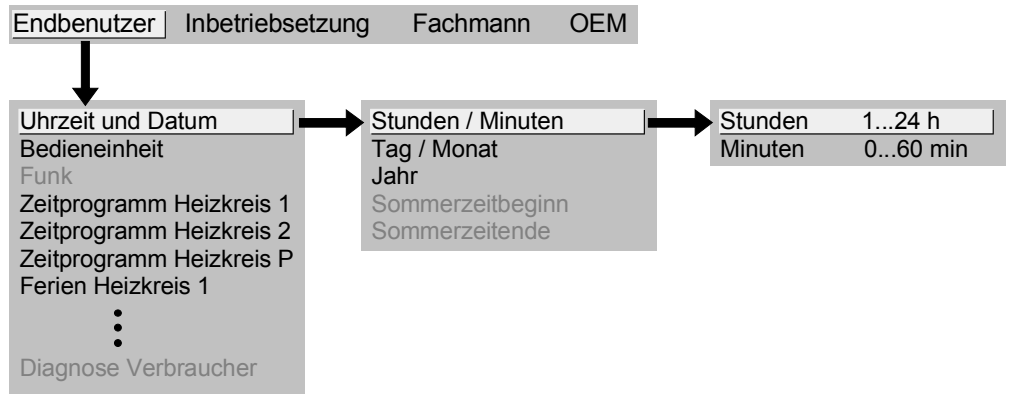 Endbenutzer Inbetriebsetzung Fachmann OEM
Uhrzeit und Datum
Bedieneinheit
Funk
Zeitprogramm Heizkreis 1
Zeitprogramm Heizkreis 2
Zeitprogramm Heizkreis P
Ferien Heizkreis 1
Diagnose Verbraucher
Stunden / Minuten
Tag / Monat
Jahr
Sommerzeitbeginn
Sommerzeitende
Stunden 1...24 h
Minuten 0...60 min